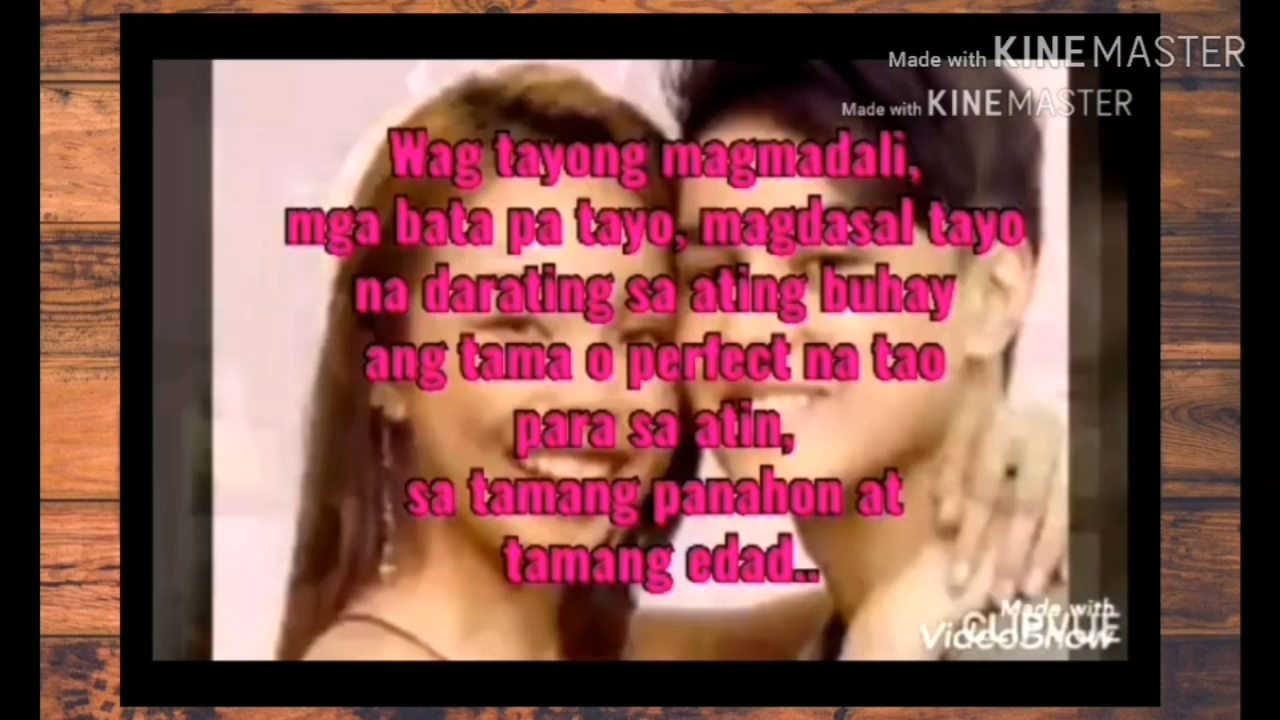 Made with KINEMASTER
Made with KINEMASTER
Wag tayong magmadali,
mga bata pa tayo, magdasal tayo
na darating sa ating buhay
ang tama o perfect na tao
para sa atin,
sa tamang panahon at
tamang edad..
Made with
VideoShow
CLIPVUE